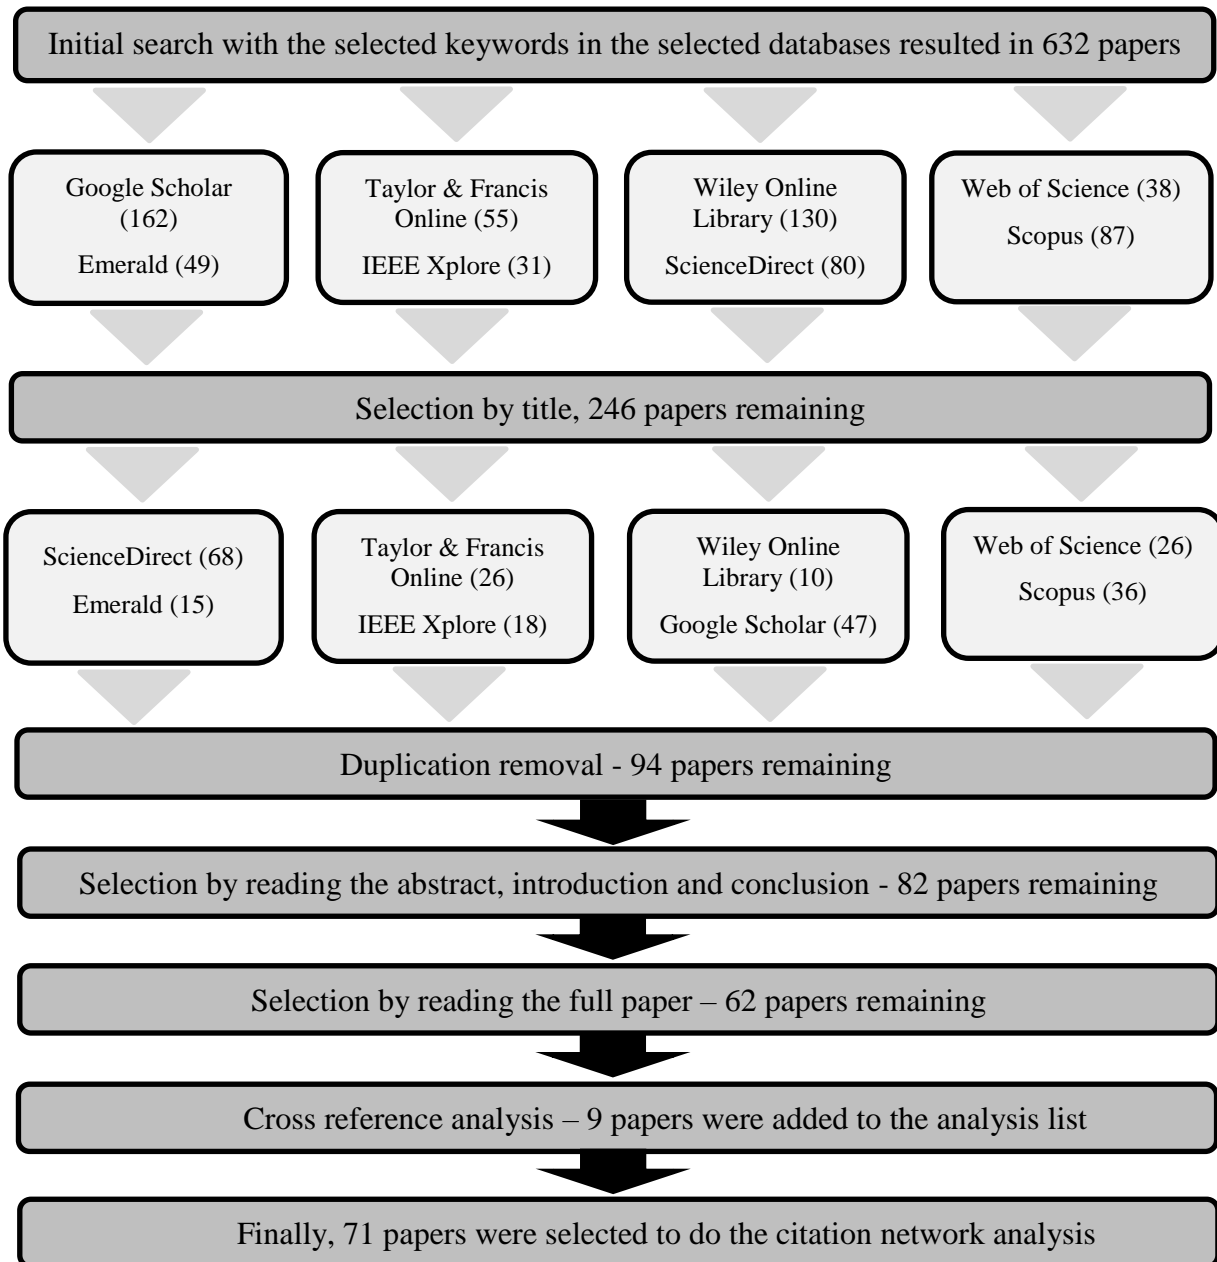 Initial search with the selected keywords in the selected databases resulted in 632 papers
Google Scholar
(162)
Emerald (49)
Taylor & Francis
Online (55)
IEEE Xplore (31)
Wiley Online
Library (130)
ScienceDirect (80)
Web of Science (38)
Scopus (87)
Selection by title, 246 papers remaining
ScienceDirect (68)
Emerald (15)
Taylor & Francis
Online (26)
IEEE Xplore (18)
Wiley Online
Library (10)
Google Scholar (47)
Web of Science (26)
Scopus (36)
Duplication removal - 94 papers remaining
Selection by reading the abstract, introduction and conclusion - 82 papers remaining
Selection by reading the full paper – 62 papers remaining
Cross reference analysis – 9 papers were added to the analysis list
Finally, 71 papers were selected to do the citation network analysis